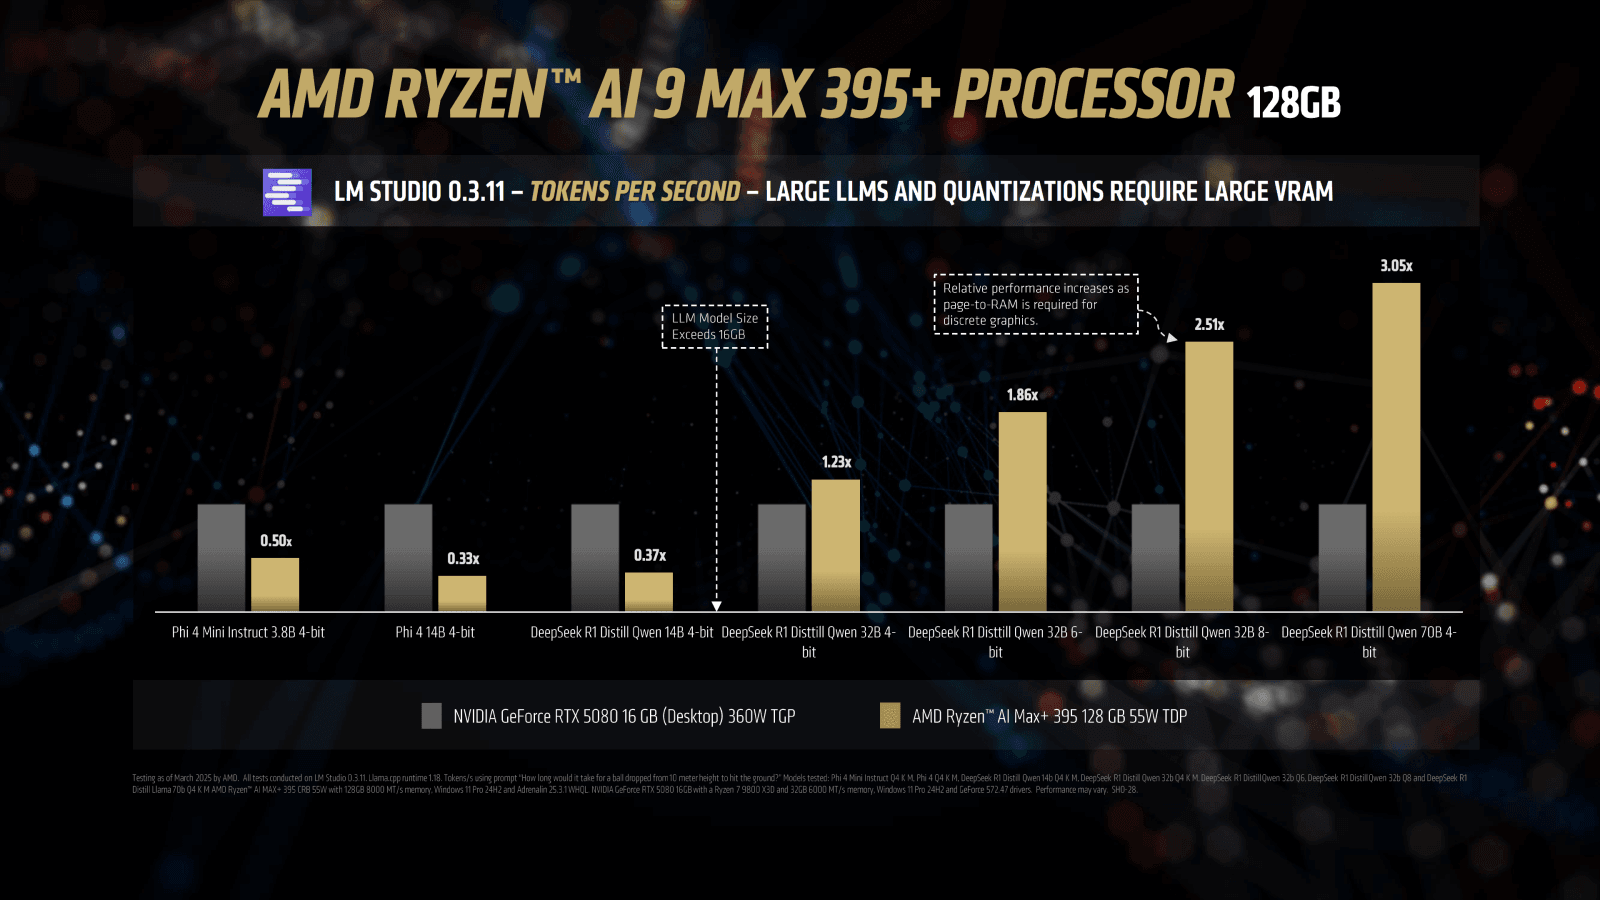 AMD RYZEN™ AI 9 MAX 395+ PROCESSOR 128GB
LM STUDIO 0.3.11 – TOKENS PER SECOND – LARGE LLMS AND QUANTIZATIONS REQUIRE LARGE VRAM
LLM Model Size
Exceeds 16GB
Relative performance increases as
page-to-RAM is required for
discrete graphics.
0.50x
0.33x
0.37x
1.23x
1.86x
2.51x
3.05x
Phi 4 Mini Instruct 3.8B 4-bit
Phi 4 14B 4-bit
DeepSeek R1 Distill Qwen 14B 4-bit
DeepSeek R1 Disttill Qwen 32B 4-
bit
DeepSeek R1 Disttill Qwen 32B 6-
bit
DeepSeek R1 Disttill Qwen 32B 8-
bit
DeepSeek R1 Disttill Qwen 70B 4-
bit
NVIDIA GeForce RTX 5080 16 GB (Desktop) 360W TGP
AMD Ryzen™ AI Max+ 395 128 GB 55W TDP
Testing as of March 2025 by AMD. All tests conducted on LM Studio 0.3.11. Llama.cpp runtime 1.18. Tokens/s using prompt "How long would it take for a ball dropped from 10 meter height to hit the ground?" Models tested: Phi 4 Mini Instruct Q4 K M, Phi 4 Q4 K M, DeepSeek R1 Distill Qwen 14b Q4 K M, DeepSeek R1 Distill Qwen 32b Q4 K M, DeepSeek R1 Distill Qwen 32b Q6, DeepSeek R1 Distill Qwen 32b Q8 and DeepSeek R1
Distill Llama 70b Q4 K M AMD Ryzen™ AI MAX+ 395 CRB 55W with 128GB 8000 MT/s memory, Windows 11 Pro 24H2 and Adrenalin 25.3.1 WHQL. NVIDIA GeForce RTX 5080 16GB with a Ryzen 7 9800 X3D and 32GB 6000 MT/s memory, Windows 11 Pro 24H2 and GeForce 572.47 drivers. Performance may vary. SHO-28.